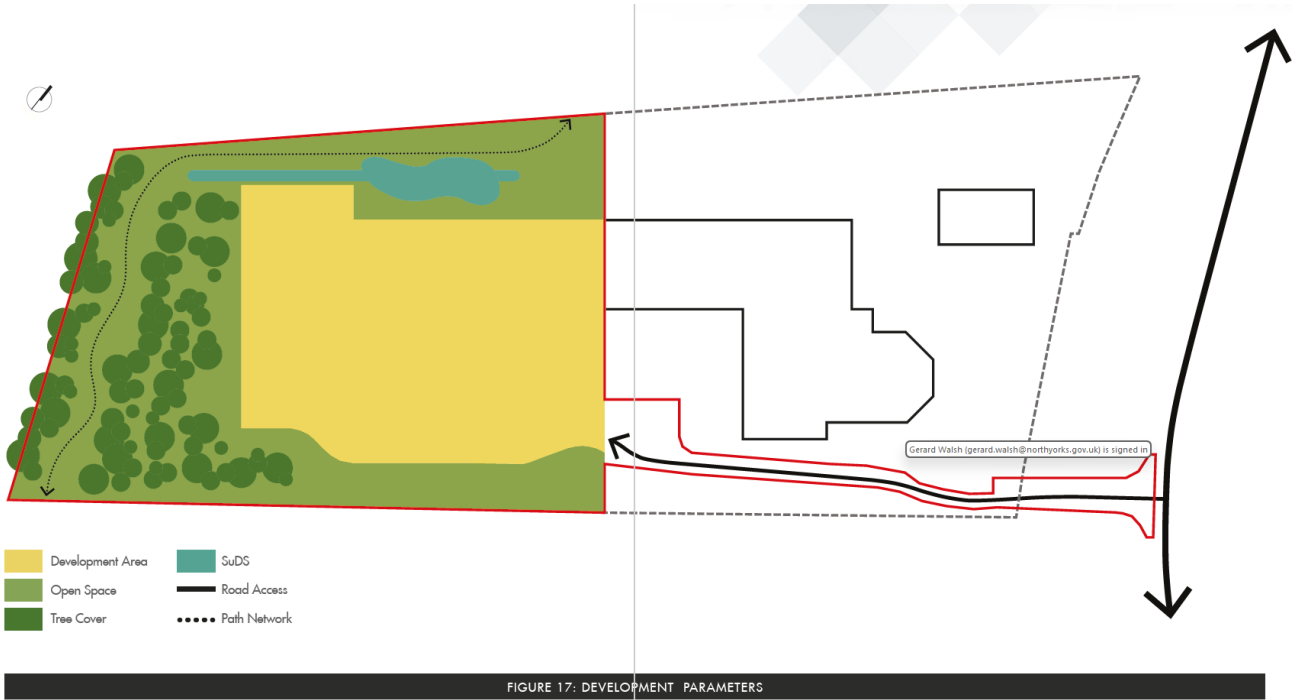 Gerard Walsh (gerard.walsh@northyorks.gov.uk) is signed in
Development Area
SuDS
Open Space
Road Access
Tree Cover
Path Network
FIGURE 17: DEVELOPMENT PARAMETERS